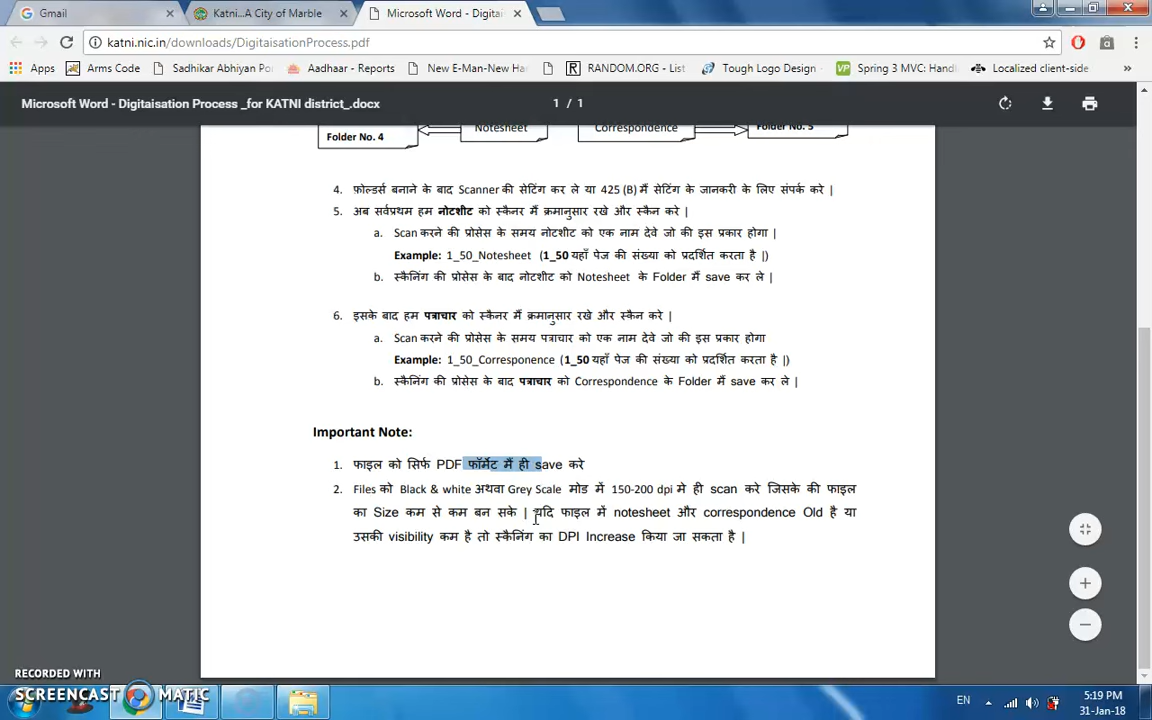 Gmail
Katni...A City of Marble
Microsoft Word - Digitai
katni.nic.in/downloads/DigitaisationProcess.pdf
Apps
Arms Code
Sadhikar Abhiyan Po
Aadhaar - Reports
New E-Man-New Ha
RANDOM.ORG - List
Tough Logo Design
Spring 3 MVC: Handl
Localized client-side
»
Microsoft Word - Digitaisation Process _for KATNI district_.docx
1 / 1
Folder No. 4
Notesheet
Correspondence
Folder No. 5
4. फ़ोल्डर्स बनाने के बाद Scanner की सेटिंग कर ले या 425 (B) मैं सेटिंग के जानकरी के लिए संपर्क करे |
5. अब सर्वप्रथम हम नोटशीट को स्कैनर मैं क्रमानुसार रखे और स्कैन करे |
a. Scan करने की प्रोसेस के समय नोटशीट को एक नाम देवे जो की इस प्रकार होगा |
Example: 1_50_Notesheet (1_50 यहाँ पेज की संख्या को प्रदर्शित करता है |)
b. स्कैनिंग की प्रोसेस के बाद नोटशीट को Notesheet के Folder मैं save कर ले |
6. इसके बाद हम पत्राचार को स्कैनर मैं क्रमानुसार रखे और स्कैन करे |
a. Scan करने की प्रोसेस के समय पत्राचार को एक नाम देवे जो की इस प्रकार होगा
Example: 1_50_Corresponence (1_50 यहाँ पेज की संख्या को प्रदर्शित करता है |)
b. स्कैनिंग की प्रोसेस के बाद पत्राचार को Correspondence के Folder मैं save कर ले |
Important Note:
1. फाइल को सिर्फ PDF फॉर्मेट मैं ही save करे
2. Files को Black & white अथवा Grey Scale मोड में 150-200 dpi मे ही scan करे जिसके की फाइल
का Size कम से कम बन सके | यदि फाइल में notesheet और correspondence Old है या
उसकी visibility कम है तो स्कैनिंग का DPI Increase किया जा सकता है |
RECORDED WITH
SCREENCAST MATIC
EN
5:19 PM
31-Jan-18